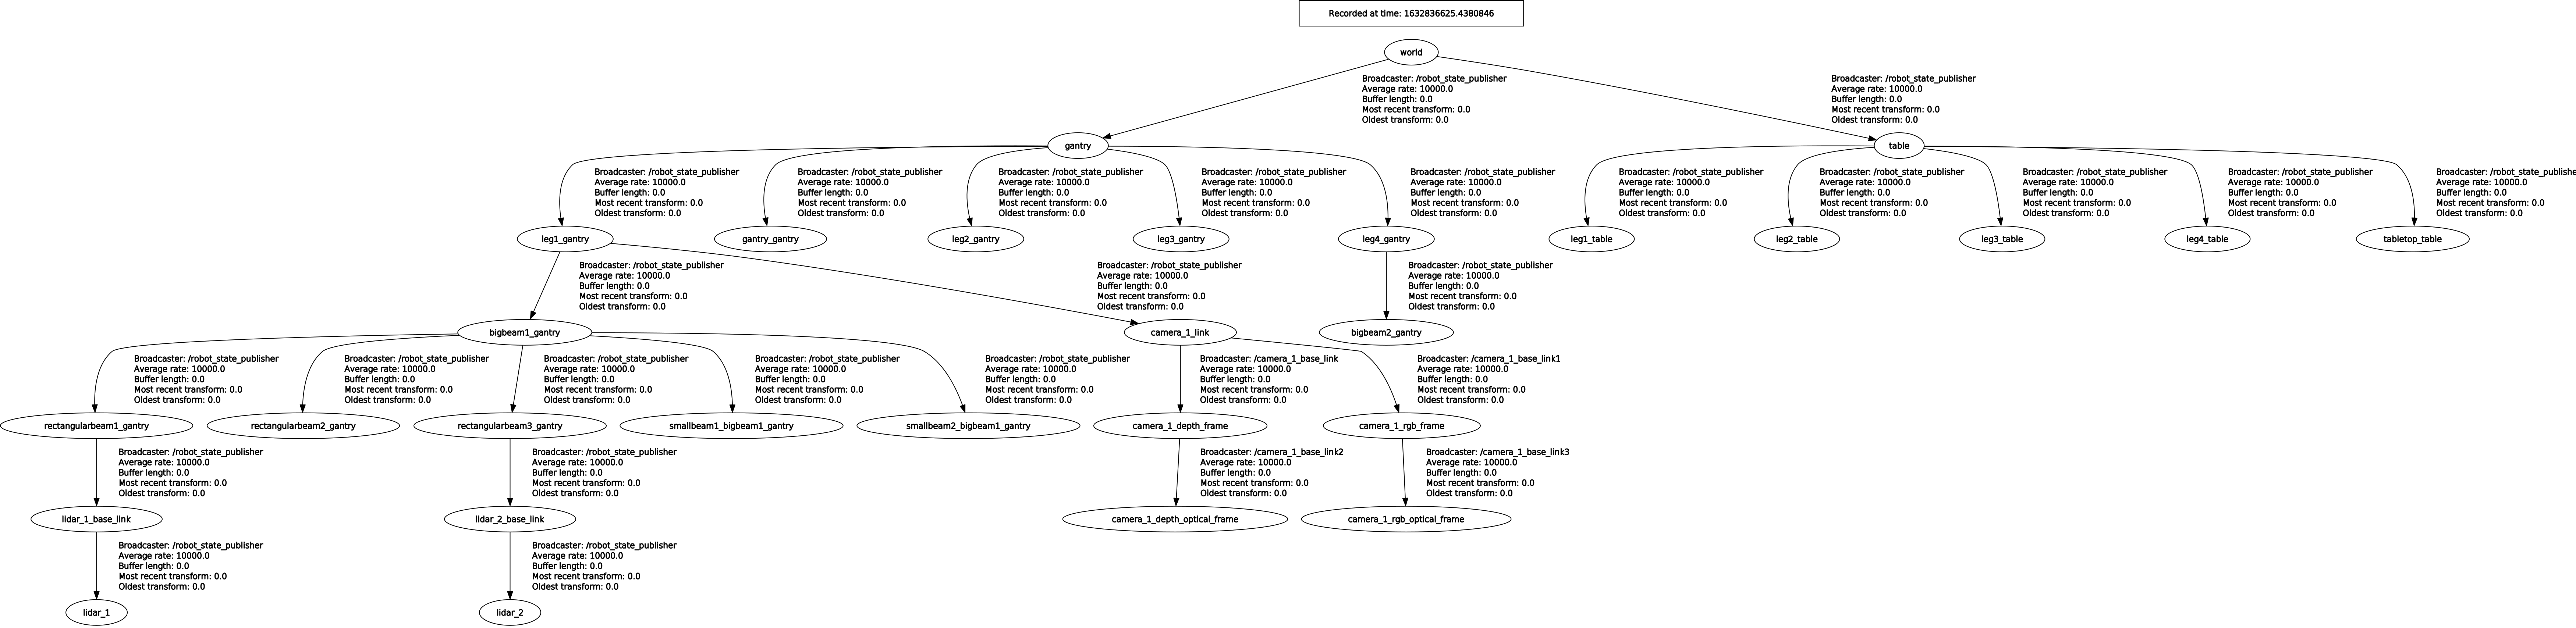 Recorded at time: 1632836625.4380846
world
Broadcaster: /robot_state_publisher
Average rate: 10000.0
Buffer length: 0.0
Most recent transform: 0.0
Oldest transform: 0.0
Broadcaster: /robot_state_publisher
Average rate: 10000.0
Buffer length: 0.0
Most recent transform: 0.0
Oldest transform: 0.0
gantry
table
Broadcaster: /robot_state_publisher
Average rate: 10000.0
Buffer length: 0.0
Most recent transform: 0.0
Oldest transform: 0.0
Broadcaster: /robot_state_publisher
Average rate: 10000.0
Buffer length: 0.0
Most recent transform: 0.0
Oldest transform: 0.0
Broadcaster: /robot_state_publisher
Average rate: 10000.0
Buffer length: 0.0
Most recent transform: 0.0
Oldest transform: 0.0
Broadcaster: /robot_state_publisher
Average rate: 10000.0
Buffer length: 0.0
Most recent transform: 0.0
Oldest transform: 0.0
Broadcaster: /robot_state_publisher
Average rate: 10000.0
Buffer length: 0.0
Most recent transform: 0.0
Oldest transform: 0.0
Broadcaster: /robot_state_publisher
Average rate: 10000.0
Buffer length: 0.0
Most recent transform: 0.0
Oldest transform: 0.0
Broadcaster: /robot_state_publisher
Average rate: 10000.0
Buffer length: 0.0
Most recent transform: 0.0
Oldest transform: 0.0
Broadcaster: /robot_state_publisher
Average rate: 10000.0
Buffer length: 0.0
Most recent transform: 0.0
Oldest transform: 0.0
Broadcaster: /robot_state_publisher
Average rate: 10000.0
Buffer length: 0.0
Most recent transform: 0.0
Oldest transform: 0.0
Broadcaster: /robot_state_publishe
Average rate: 10000.0
Buffer length: 0.0
Most recent transform: 0.0
Oldest transform: 0.0
leg1_gantry
gantry_gantry
leg2_gantry
leg3_gantry
leg4_gantry
leg1_table
leg2_table
leg3_table
leg4_table
tabletop_table
Broadcaster: /robot_state_publisher
Average rate: 10000.0
Buffer length: 0.0
Most recent transform: 0.0
Oldest transform: 0.0
Broadcaster: /robot_state_publisher
Average rate: 10000.0
Buffer length: 0.0
Most recent transform: 0.0
Oldest transform: 0.0
Broadcaster: /robot_state_publisher
Average rate: 10000.0
Buffer length: 0.0
Most recent transform: 0.0
Oldest transform: 0.0
bigbeam1_gantry
camera_1_link
bigbeam2_gantry
Broadcaster: /robot_state_publisher
Average rate: 10000.0
Buffer length: 0.0
Most recent transform: 0.0
Oldest transform: 0.0
Broadcaster: /robot_state_publisher
Average rate: 10000.0
Buffer length: 0.0
Most recent transform: 0.0
Oldest transform: 0.0
Broadcaster: /robot_state_publisher
Average rate: 10000.0
Buffer length: 0.0
Most recent transform: 0.0
Oldest transform: 0.0
Broadcaster: /robot_state_publisher
Average rate: 10000.0
Buffer length: 0.0
Most recent transform: 0.0
Oldest transform: 0.0
Broadcaster: /robot_state_publisher
Average rate: 10000.0
Buffer length: 0.0
Most recent transform: 0.0
Oldest transform: 0.0
Broadcaster: /camera_1_base_link
Average rate: 10000.0
Buffer length: 0.0
Most recent transform: 0.0
Oldest transform: 0.0
Broadcaster: /camera_1_base_link1
Average rate: 10000.0
Buffer length: 0.0
Most recent transform: 0.0
Oldest transform: 0.0
rectangularbeam1_gantry
rectangularbeam2_gantry
rectangularbeam3_gantry
smallbeam1_bigbeam1_gantry
smallbeam2_bigbeam1_gantry
camera_1_depth_frame
camera_1_rgb_frame
Broadcaster: /robot_state_publisher
Average rate: 10000.0
Buffer length: 0.0
Most recent transform: 0.0
Oldest transform: 0.0
Broadcaster: /robot_state_publisher
Average rate: 10000.0
Buffer length: 0.0
Most recent transform: 0.0
Oldest transform: 0.0
Broadcaster: /camera_1_base_link2
Average rate: 10000.0
Buffer length: 0.0
Most recent transform: 0.0
Oldest transform: 0.0
Broadcaster: /camera_1_base_link3
Average rate: 10000.0
Buffer length: 0.0
Most recent transform: 0.0
Oldest transform: 0.0
lidar_1_base_link
lidar_2_base_link
camera_1_depth_optical_frame
camera_1_rgb_optical_frame
Broadcaster: /robot_state_publisher
Average rate: 10000.0
Buffer length: 0.0
Most recent transform: 0.0
Oldest transform: 0.0
Broadcaster: /robot_state_publisher
Average rate: 10000.0
Buffer length: 0.0
Most recent transform: 0.0
Oldest transform: 0.0
lidar_1
lidar_2